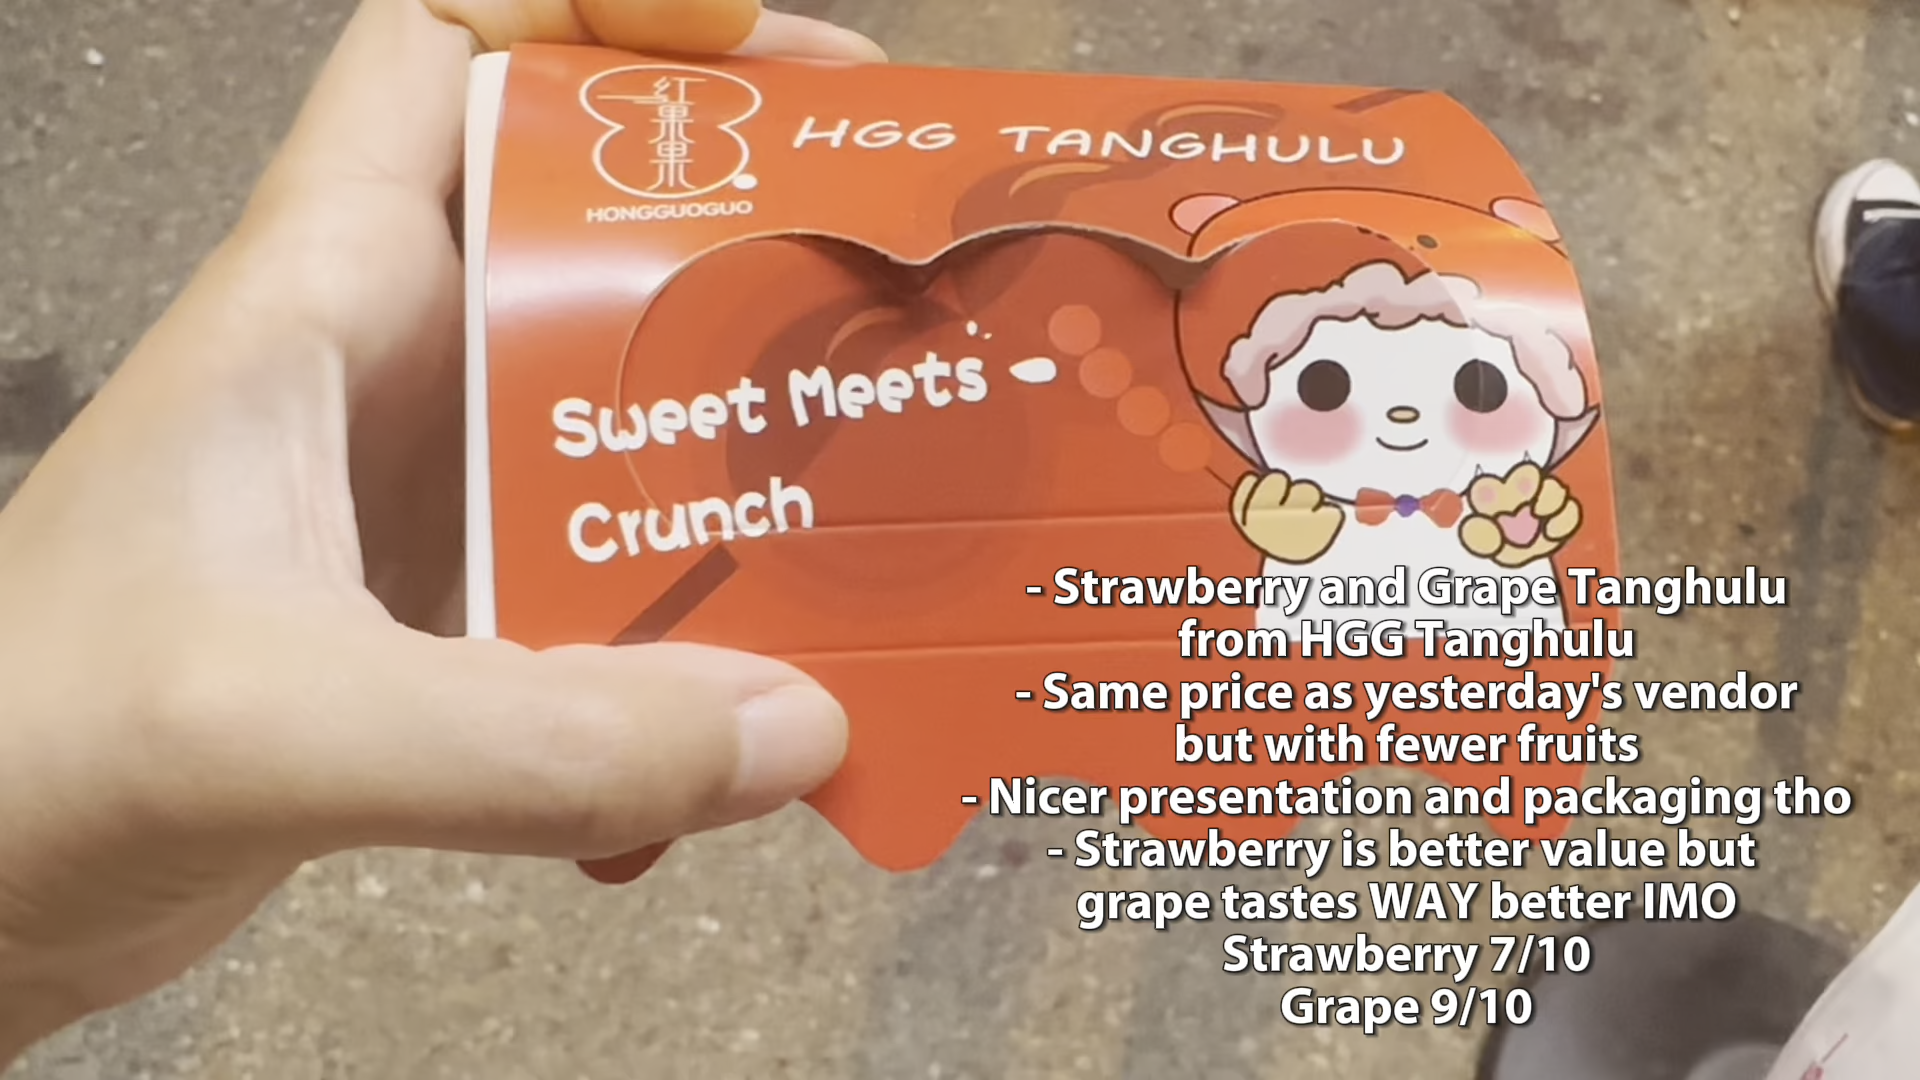 红
果
果
HONGGUOGUO
HGG TANGHULU
Sweet Meets
Crunch
- Strawberry and Grape Tanghulu
from HGG Tanghulu
- Same price as yesterday's vendor
but with fewer fruits
- Nicer presentation and packaging tho
- Strawberry is better value but
grape tastes WAY better IMO
Strawberry 7/10
Grape 9/10